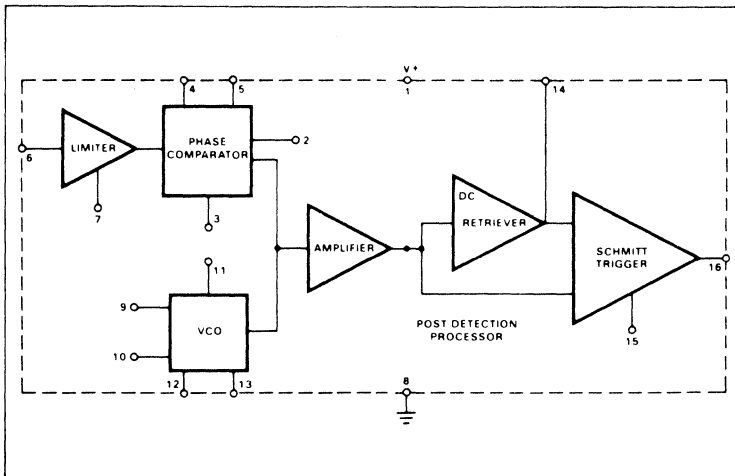 V+
4
5
1
14
LIMITER
PHASE
COMPARATOR
2
6
7
3
DC
RETRIEVER
AMPLIFIER
SCHMITT
TRIGGER
16
11
9
VCO
10
POST DETECTION
PROCESSOR
15
12
13
8